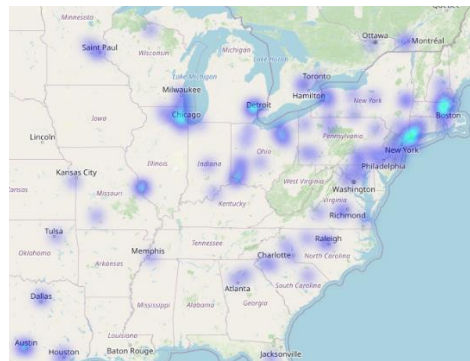 Minnesota
Ottawa
Montréal
Saint Paul
Wisconsin
Michigan
Toronto
Lake Michigan
Milwaukee
Hamilton
Detroit
New York
Chicago
Boston
Iowa
Lincoln
Pennsylvania
New York
Illinois
Indiana
Ohio
Philadelphia
Kansas City
West Virginia
Washington
Missouri
Kentucky
Virginia
Richmond
Tulsa
Raleigh
Memphis
Tennessee
Charlotte
North Carolina
Oklahoma
Arkansas
Atlanta
South Carolina
Dallas
Mississippi
Alabama
Georgia
Louisiana
Austin
Houston
Baton Rouge
Jacksonville